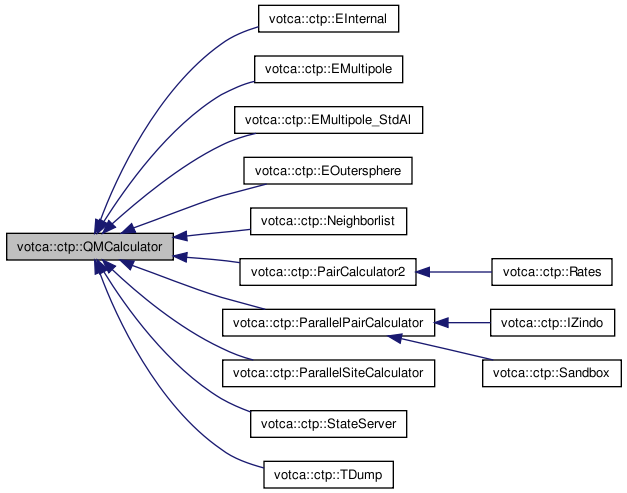 votca::ctp::EInternal
votca::ctp::EMultipole
votca::ctp::EMultipole_StdAl
votca::ctp::EOutersphere
votca::ctp::Neighborlist
votca::ctp::QMCalculator
votca::ctp::PairCalculator2
votca::ctp::Rates
votca::ctp::ParallelPairCalculator
votca::ctp::IZindo
votca::ctp::ParallelSiteCalculator
votca::ctp::Sandbox
votca::ctp::StateServer
votca::ctp::TDump